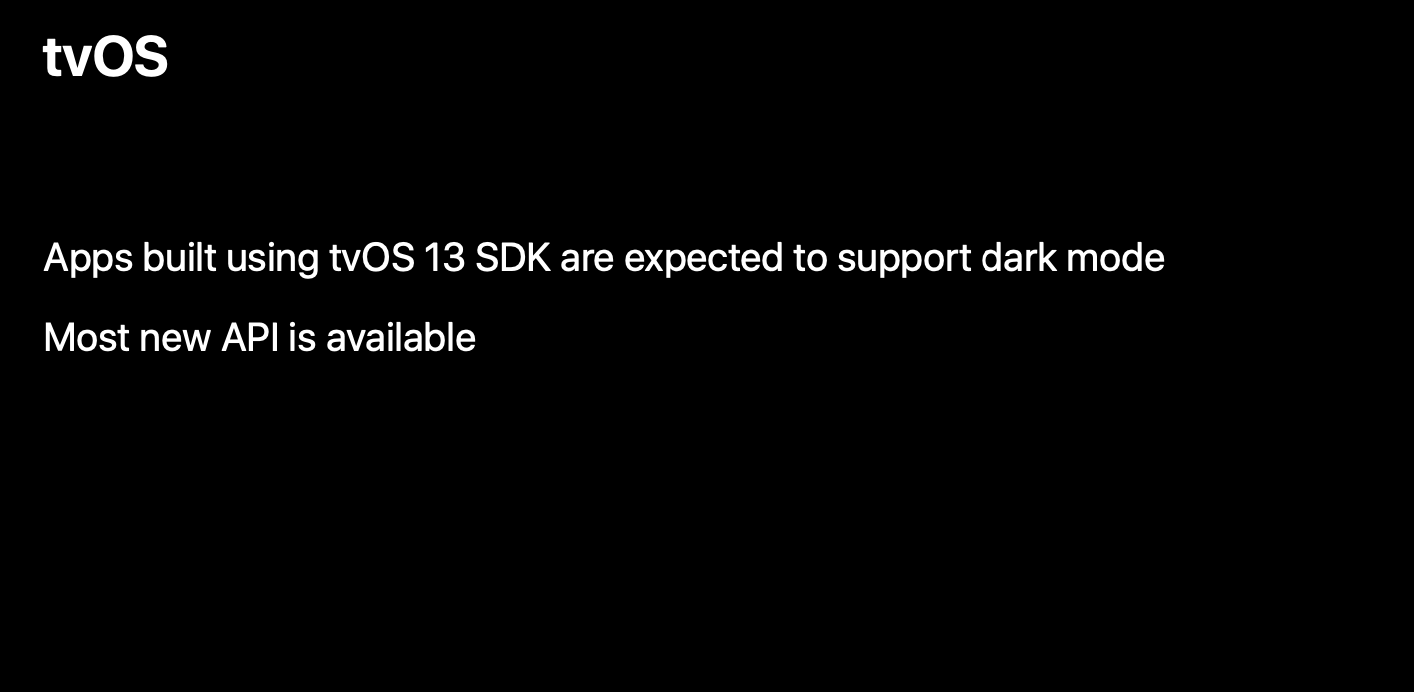 tvOS
Apps built using tvOS 13 SDK are expected to support dark mode
Most new API is available